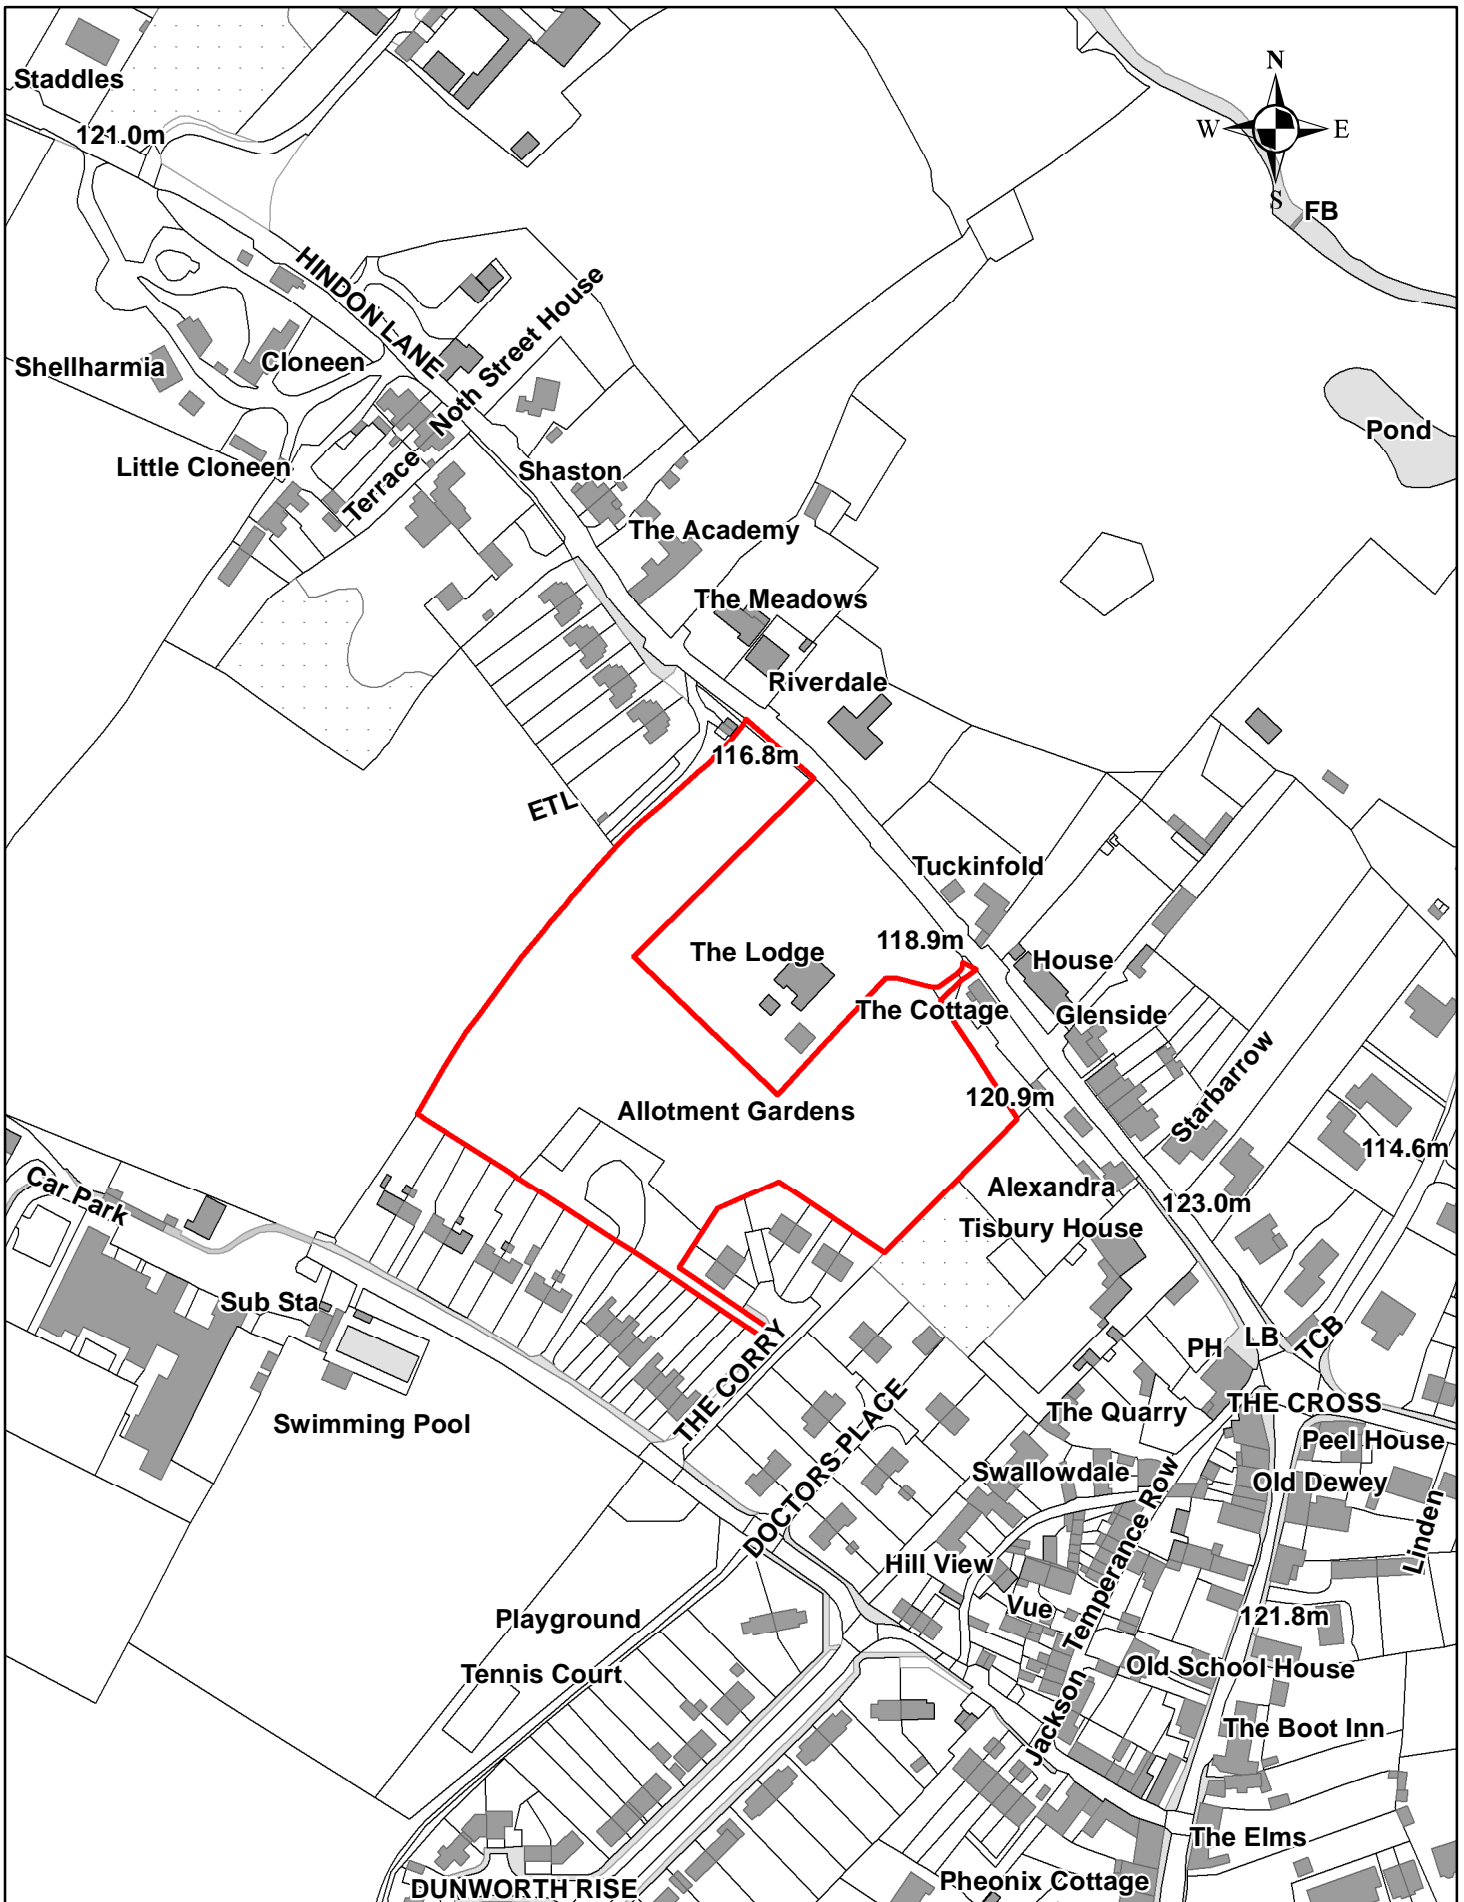 Staddles
121.0m
N
W
E
S
FB
HINDON LANE
Noth Street House
Shellharmia
Cloneen
Pond
Little Cloneen
Terrace
Shaston
The Academy
The Meadows
Riverdale
116.8m
ETL
Tuckinfold
118.9m
The Lodge
House
The Cottage
Glenside
Starbarrow
120.9m
Allotment Gardens
114.6m
Car Park
Alexandra
123.0m
Tisbury House
Sub Sta
PH
LB
TCB
THE CORRY
Swimming Pool
DOCTORS PLACE
The Quarry
THE CROSS
Peel House
Swallowdale
Old Dewey
Linden
Temperance Row
Hill View
Vue
121.8m
Playground
Tennis Court
Old School House
Jackson
The Boot Inn
The Elms
Pheonix Cottage
DUNWORTH RISE